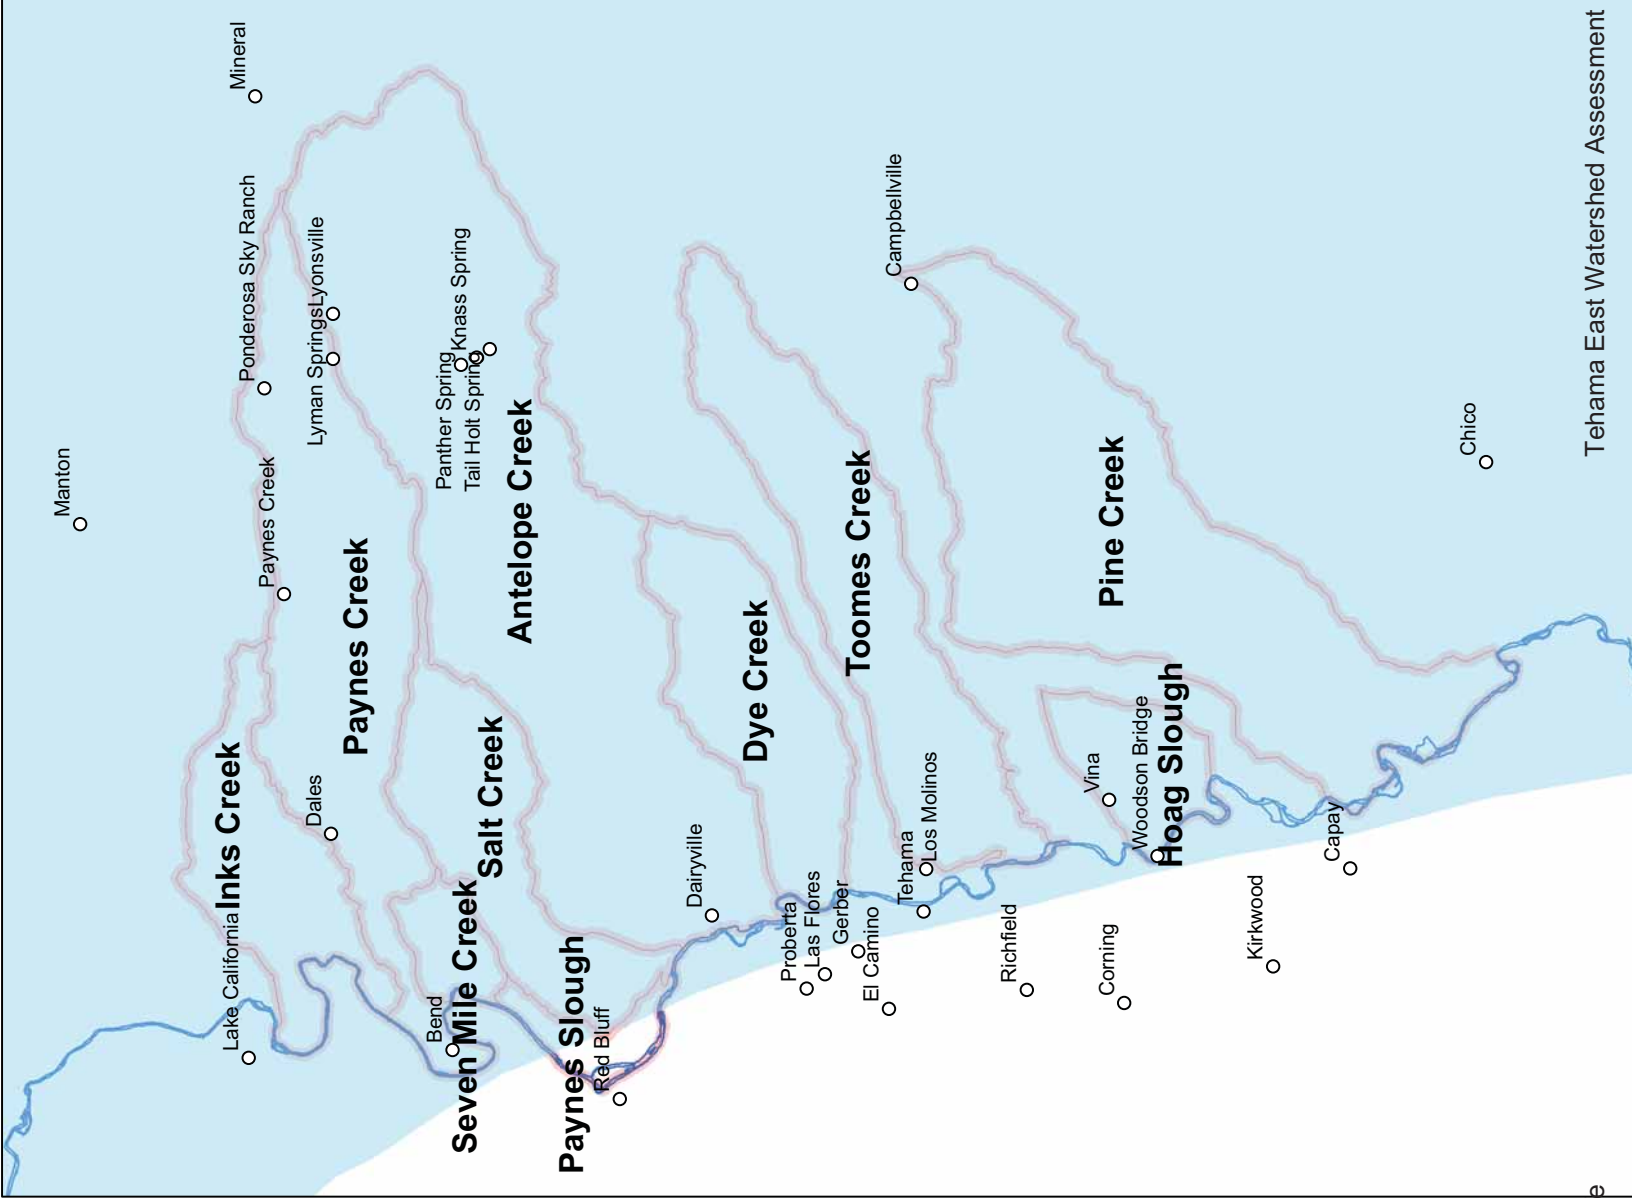 Mineral
Manton
Ponderosa Sky Ranch
Paynes Creek
Lyonsville
Lyman Springs
Knass Spring
Panther Spring
Tail Holt Spring
Campbellville
Antelope Creek
Paynes Creek
Inks Creek
Dales
Salt Creek
Lake California
Seven Mile Creek
Bend
Paynes Slough
Red Bluff
Dye Creek
Dairyville
Toomes Creek
Pine Creek
Proberta
Las Flores
Gerber
El Camino
Tehama
Los Molinos
Vina
Woodson Bridge
Hoag Slough
Richfield
Corning
Kirkwood
Capay
Chico
Tehama East Watershed Assessment
e